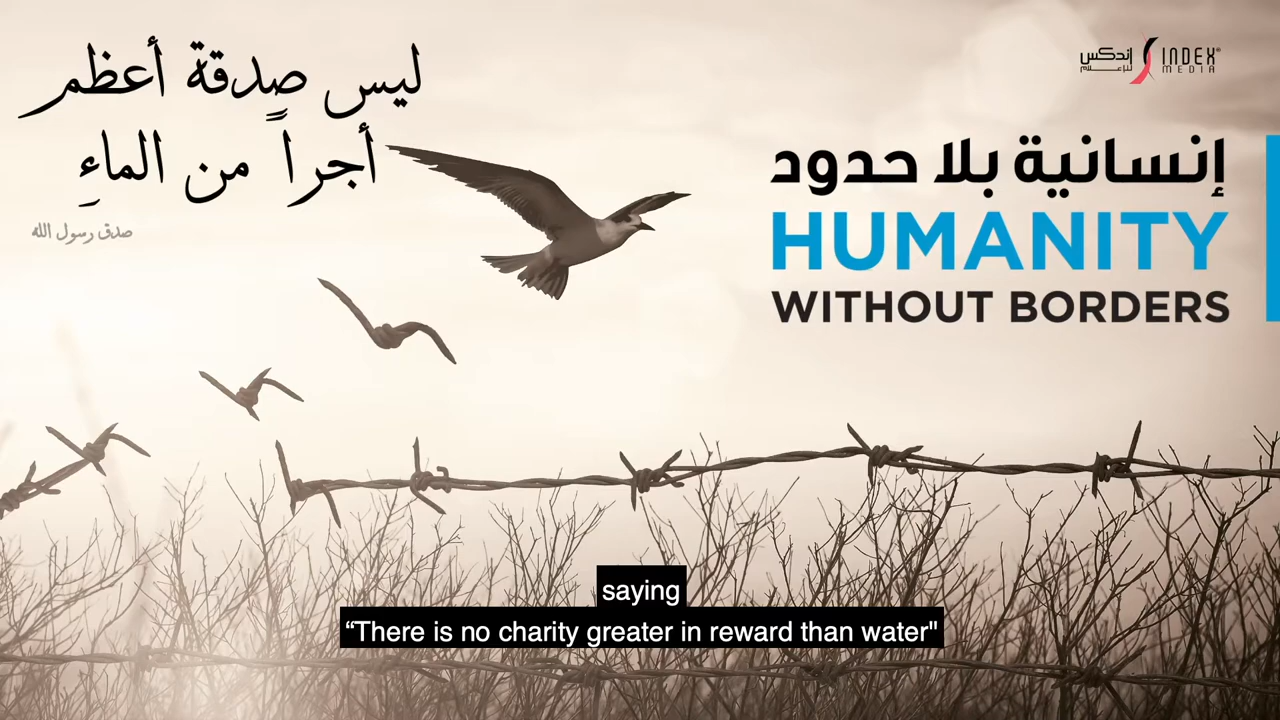 ليس صدقة أعظم
أجراً من الماءِ
صدق رسول الله
إندكس
للإعلام
INDEX®
MEDIA
إنسانية بلا حدود
HUMANITY
WITHOUT BORDERS
saying
“There is no charity greater in reward than water"